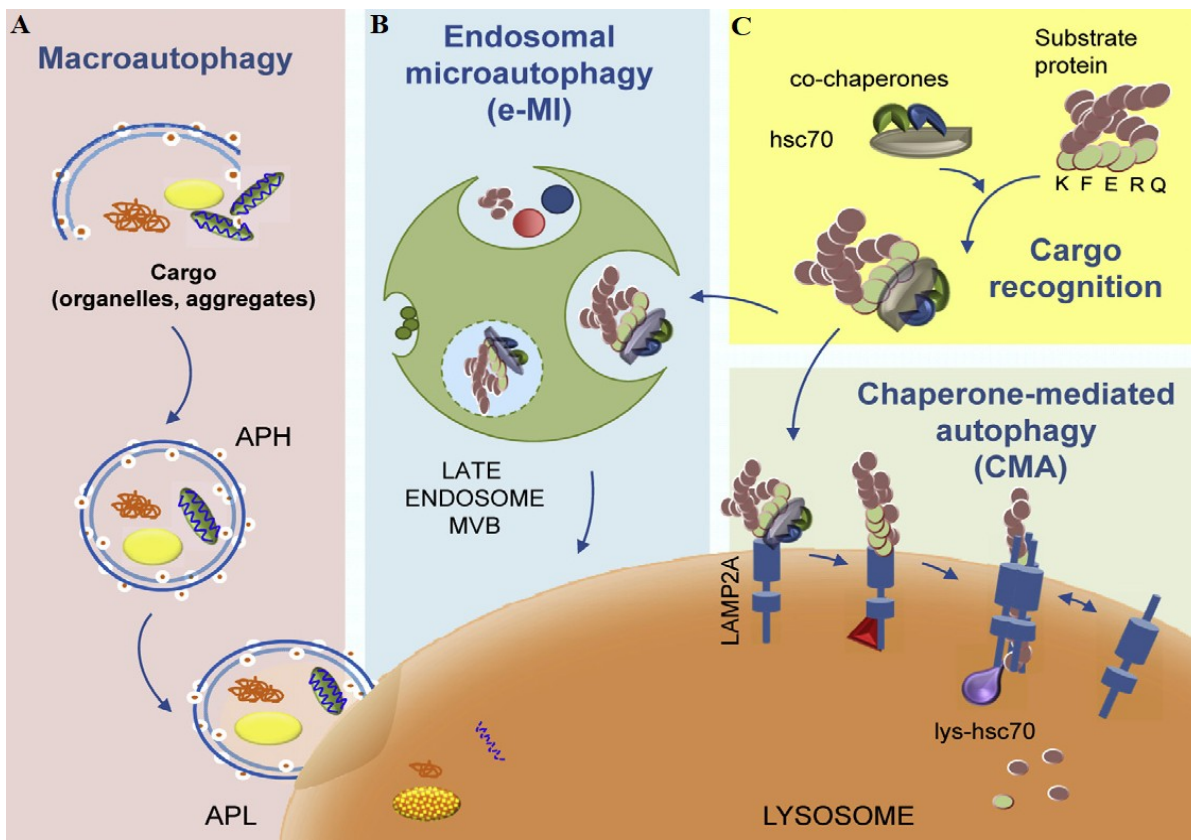 A
Macroautophagy
Cargo
(organelles, aggregates)
APH
APL
B
Endosomal
microautophagy
(e-MI)
LATE
ENDOSOME
MVB
C
co-chaperones
hsc70
Substrate
protein
K F E R Q
Cargo
recognition
Chaperone-mediated
autophagy
(CMA)
LAMP2A
lys-hsc70
LYSOSOME